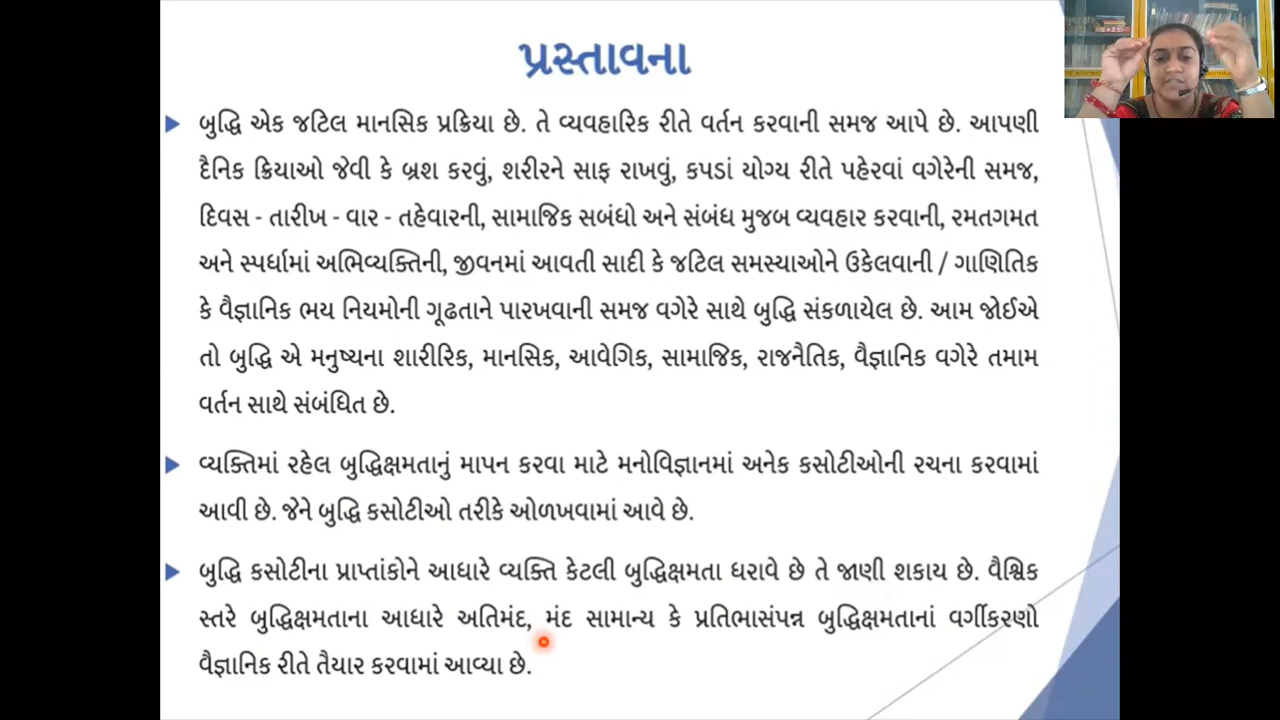 પ્રસ્તાવના
બુદ્ધિ એક જટિલ માનસિક પ્રક્રિયા છે. તે વ્યવહારિક રીતે વર્તન કરવાની સમજ આપે છે. આપણી
દૈનિક ક્રિયાઓ જેવી કે બ્રશ કરવું, શરીરને સાફ રાખવું, કપડાં યોગ્ય રીતે પહેરવાં વગેરેની સમજ,
દિવસ - તારીખ - વાર - તહેવારની, સામાજિક સબંધો અને સંબંધ મુજબ વ્યવહાર કરવાની, રમતગમત
અને સ્પર્ધામાં અભિવ્યક્તિની, જીવનમાં આવતી સાદી કે જટિલ સમસ્યાઓને ઉકેલવાની / ગાણિતિક
કે વૈજ્ઞાનિક ભય નિયમોની ગૂઢતાને પારખવાની સમજ વગેરે સાથે બુદ્ધિ સંકળાયેલ છે. આમ જોઈએ
તો બુદ્ધિ એ મનુષ્યના શારીરિક, માનસિક, આવેગિક, સામાજિક, રાજનૈતિક, વૈજ્ઞાનિક વગેરે તમામ
વર્તન સાથે સંબંધિત છે.
વ્યક્તિમાં રહેલ બુદ્ધિક્ષમતાનું માપન કરવા માટે મનોવિજ્ઞાનમાં અનેક કસોટીઓની રચના કરવામાં
આવી છે. જેને બુદ્ધિ કસોટીઓ તરીકે ઓળખવામાં આવે છે.
બુદ્ધિ કસોટીના પ્રાપ્તાંકોને આધારે વ્યક્તિ કેટલી બુદ્ધિક્ષમતા ધરાવે છે તે જાણી શકાય છે. વૈશ્વિક
સ્તરે બુદ્ધિક્ષમતાના આધારે અતિમંદ, મંદ સામાન્ય કે પ્રતિભાસંપન્ન બુદ્ધિક્ષમતાનાં વર્ગીકરણો
વૈજ્ઞાનિક રીતે તૈયાર કરવામાં આવ્યા છે.